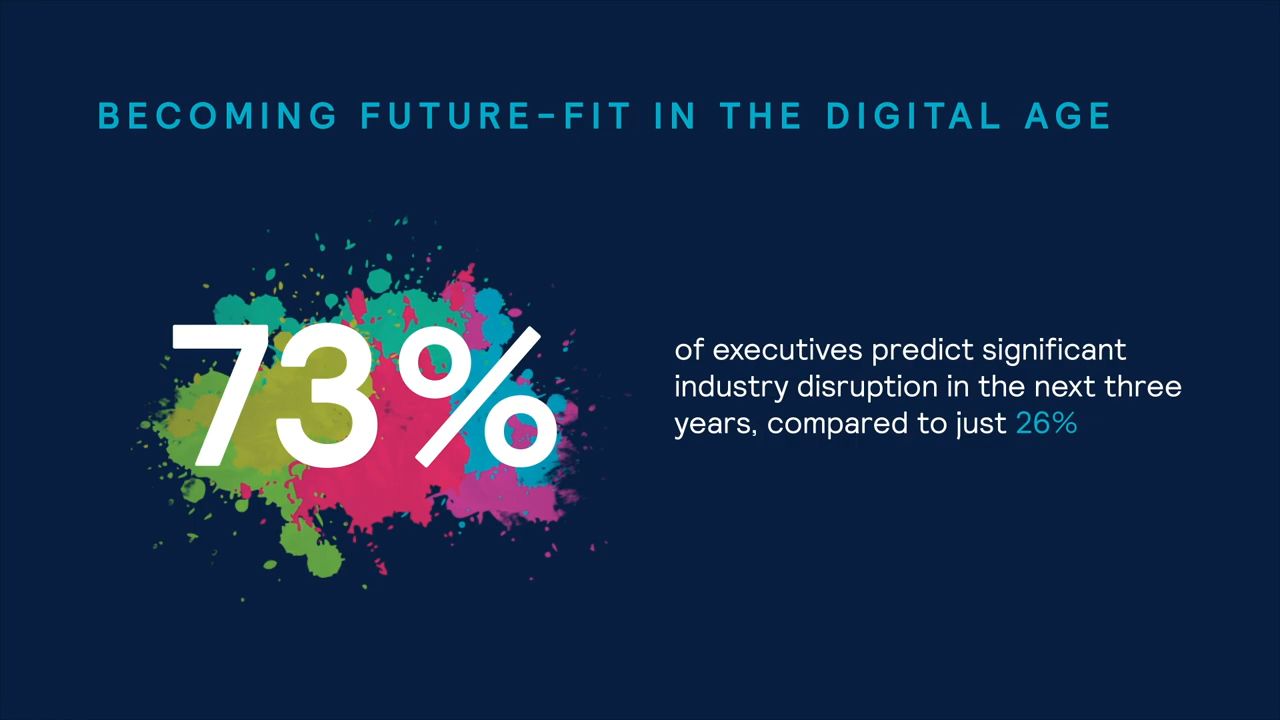 BECOMING FUTURE-FIT IN THE DIGITAL AGE
73%
of executives predict significant
industry disruption in the next three
years, compared to just 26%